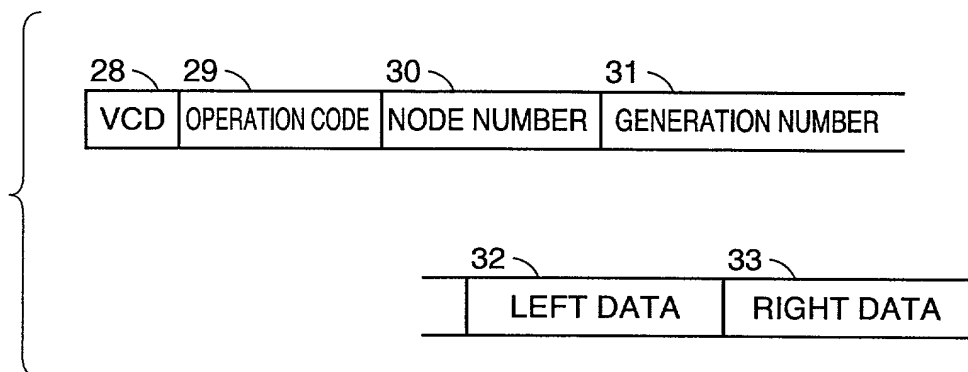 28 29 30 31
VCD OPERATION CODE NODE NUMBER GENERATION NUMBER
32 33
LEFT DATA RIGHT DATA